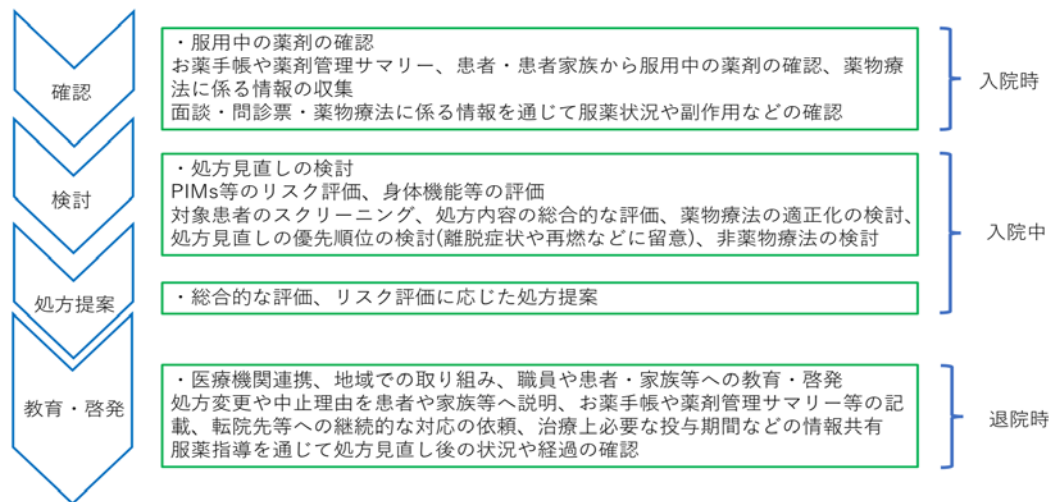 確認
・服用中の薬剤の確認
お薬手帳や薬剤管理サマリー、患者・患者家族から服用中の薬剤の確認、薬物療
法に係る情報の収集
面談・問診票・薬物療法に係る情報を通じて服薬状況や副作用などの確認
入院時
検討
・処方見直しの検討
PIMs等のリスク評価、身体機能等の評価
対象患者のスクリーニング、処方内容の総合的な評価、薬物療法の適正化の検討、
処方見直しの優先順位の検討(離脱症状や再燃などに留意)、非薬物療法の検討
入院中
処方提案
・総合的な評価、リスク評価に応じた処方提案
教育・啓発
・医療機関連携、地域での取り組み、職員や患者・家族等への教育・啓発
処方変更や中止理由を患者や家族等へ説明、お薬手帳や薬剤管理サマリー等の記
載、転院先等への継続的な対応の依頼、治療上必要な投与期間などの情報共有
服薬指導を通じて処方見直し後の状況や経過の確認
退院時